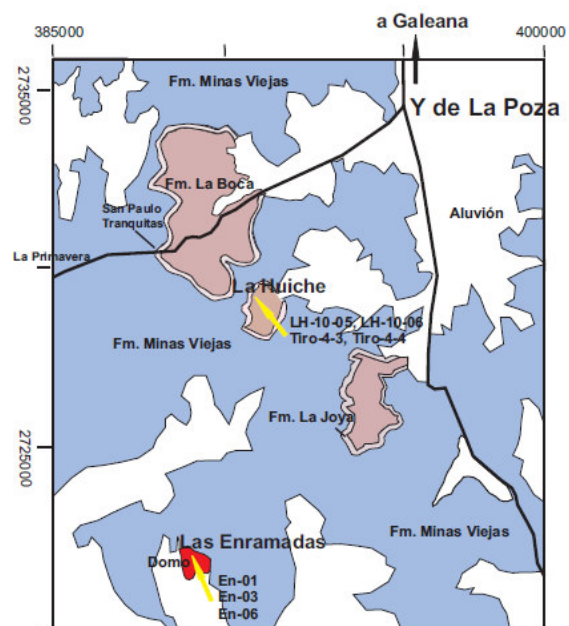 a Galeana
385000
400000
2735000
Fm. Minas Viejas
Y de La Poza
Fm. La Boca
San Paulo
Tranquitas
Aluvión
La Primavera
La Huiche
LH-10-05, LH-10-06
Tiro-4-3, Tiro-4-4
Fm. Minas Viejas
Fm. La Joya
2725000
Fm. Minas Viejas
Las Enramadas
Domo
En-01
En-03
En-06